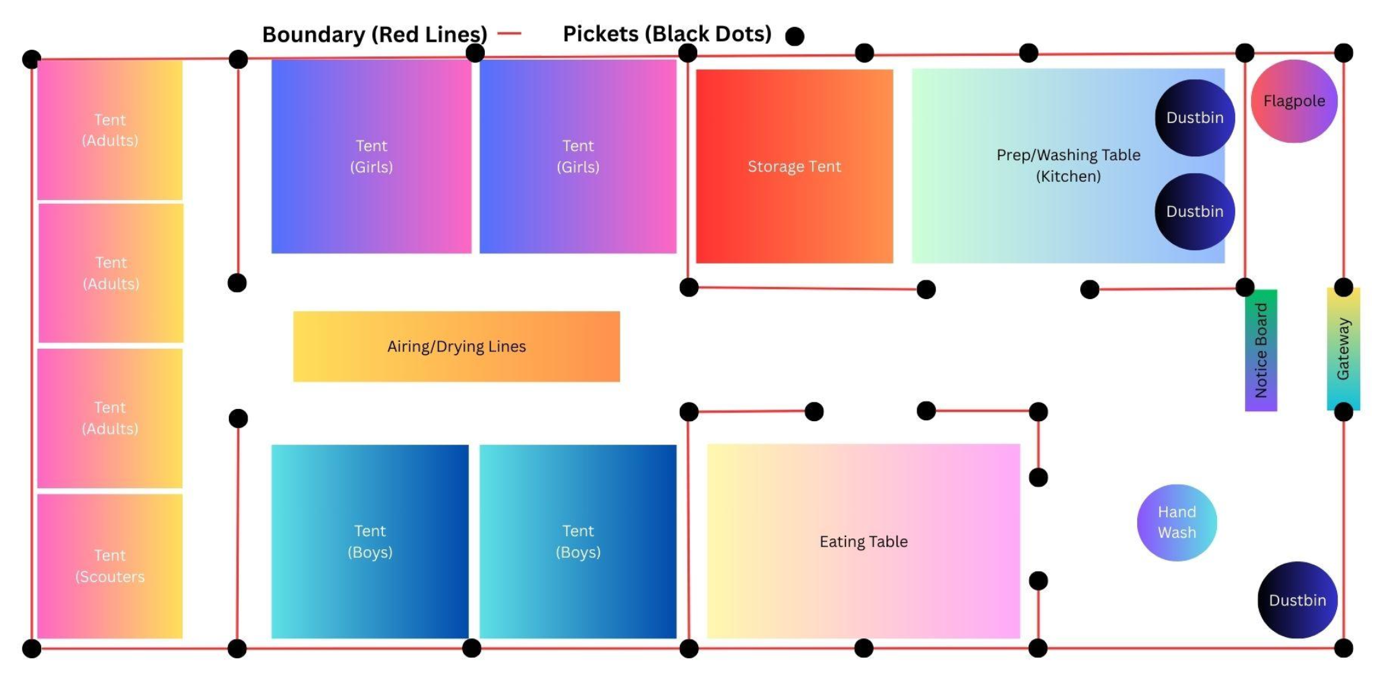 Boundary (Red Lines)
Pickets (Black Dots)
Tent
(Adults)
Tent
(Girls)
Tent
(Girls)
Storage Tent
Prep/Washing Table
(Kitchen)
Dustbin
Dustbin
Flagpole
Tent
(Adults)
Airing/Drying Lines
Notice Board
Gateway
Tent
(Adults)
Tent
(Scouters
Tent
(Boys)
Tent
(Boys)
Eating Table
Hand
Wash
Dustbin